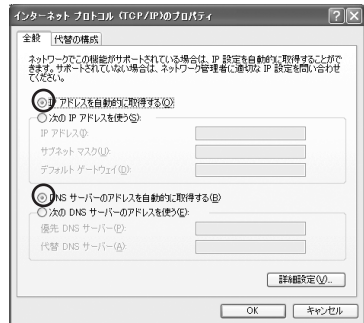 インターネット プロトコル (TCP/IP)のプロパティ
全般 代替の構成
ネットワークでこの機能がサポートされている場合は、IP 設定を自動的に取得することがで
きます。サポートされていない場合は、ネットワーク管理者に適切な IP 設定を問い合わせ
てください。
IP アドレスを自動的に取得する(O)
次の IP アドレスを使う(S):
IP アドレス(I):
サブネット マスク(U):
デフォルト ゲートウェイ(D):
DNS サーバーのアドレスを自動的に取得する(B)
次の DNS サーバーのアドレスを使う(E):
優先 DNS サーバー(P):
代替 DNS サーバー(A):
詳細設定(V)...
OK キャンセル